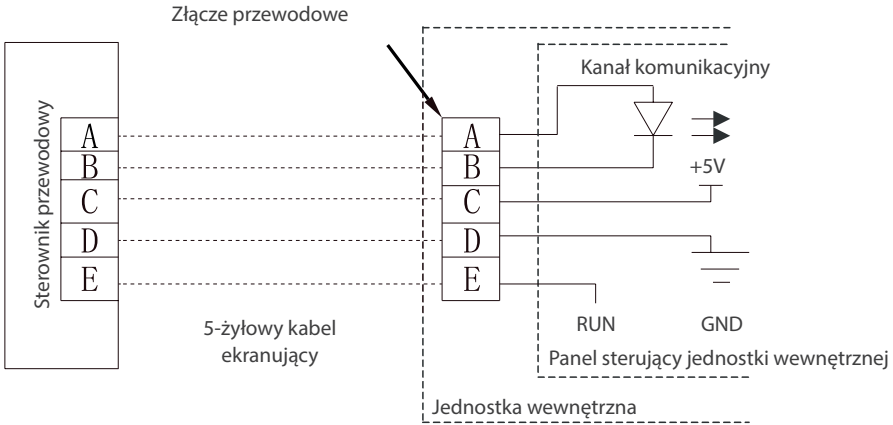 Złącze przewodowe
Kanał komunikacyjny
Sterownik przewodowy
A
B
C
D
E
A
B
C
D
E
+5V
RUN
GND
5-żyłowy kabel
ekranujący
Panel sterujący jednostki wewnętrznej
Jednostka wewnętrzna